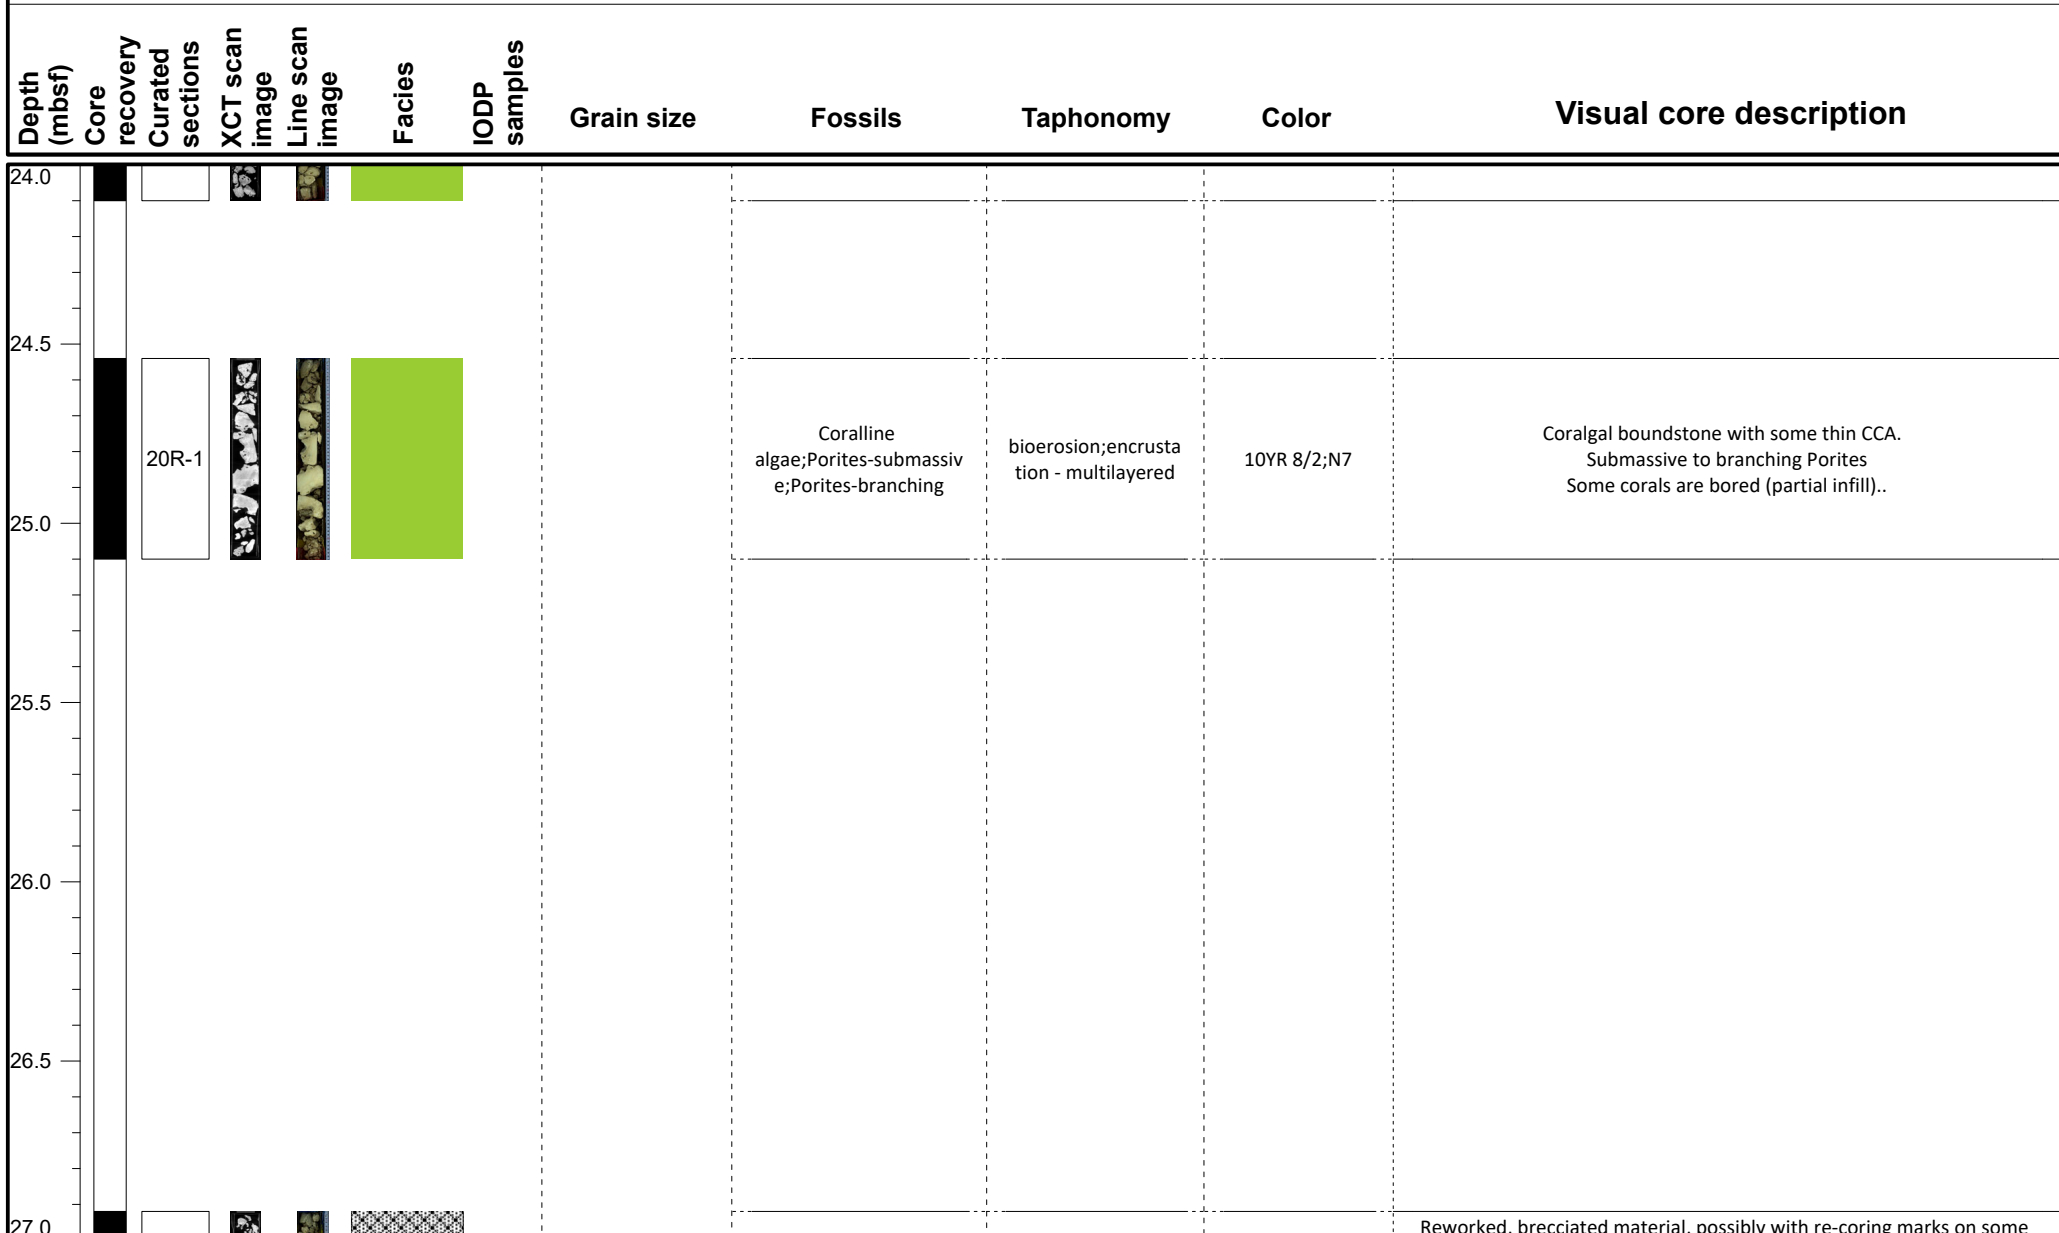 Depth
(mbsf)
Core
recovery
Curated
sections
XCT scan
image
Line scan
image
Facies
IODP
samples
Grain size
Fossils
Taphonomy
Color
Visual core description
24.0
24.5
20R-1
Coralline
algae;Porites-submassiv
e;Porites-branching
bioerosion;encrusta
tion - multilayered
10YR 8/2;N7
Coralgal boundstone with some thin CCA.
Submassive to branching Porites
Some corals are bored (partial infill)..
25.0
25.5
26.0
26.5
27.0
Reworked, brecciated material, possibly with re-coring marks on some